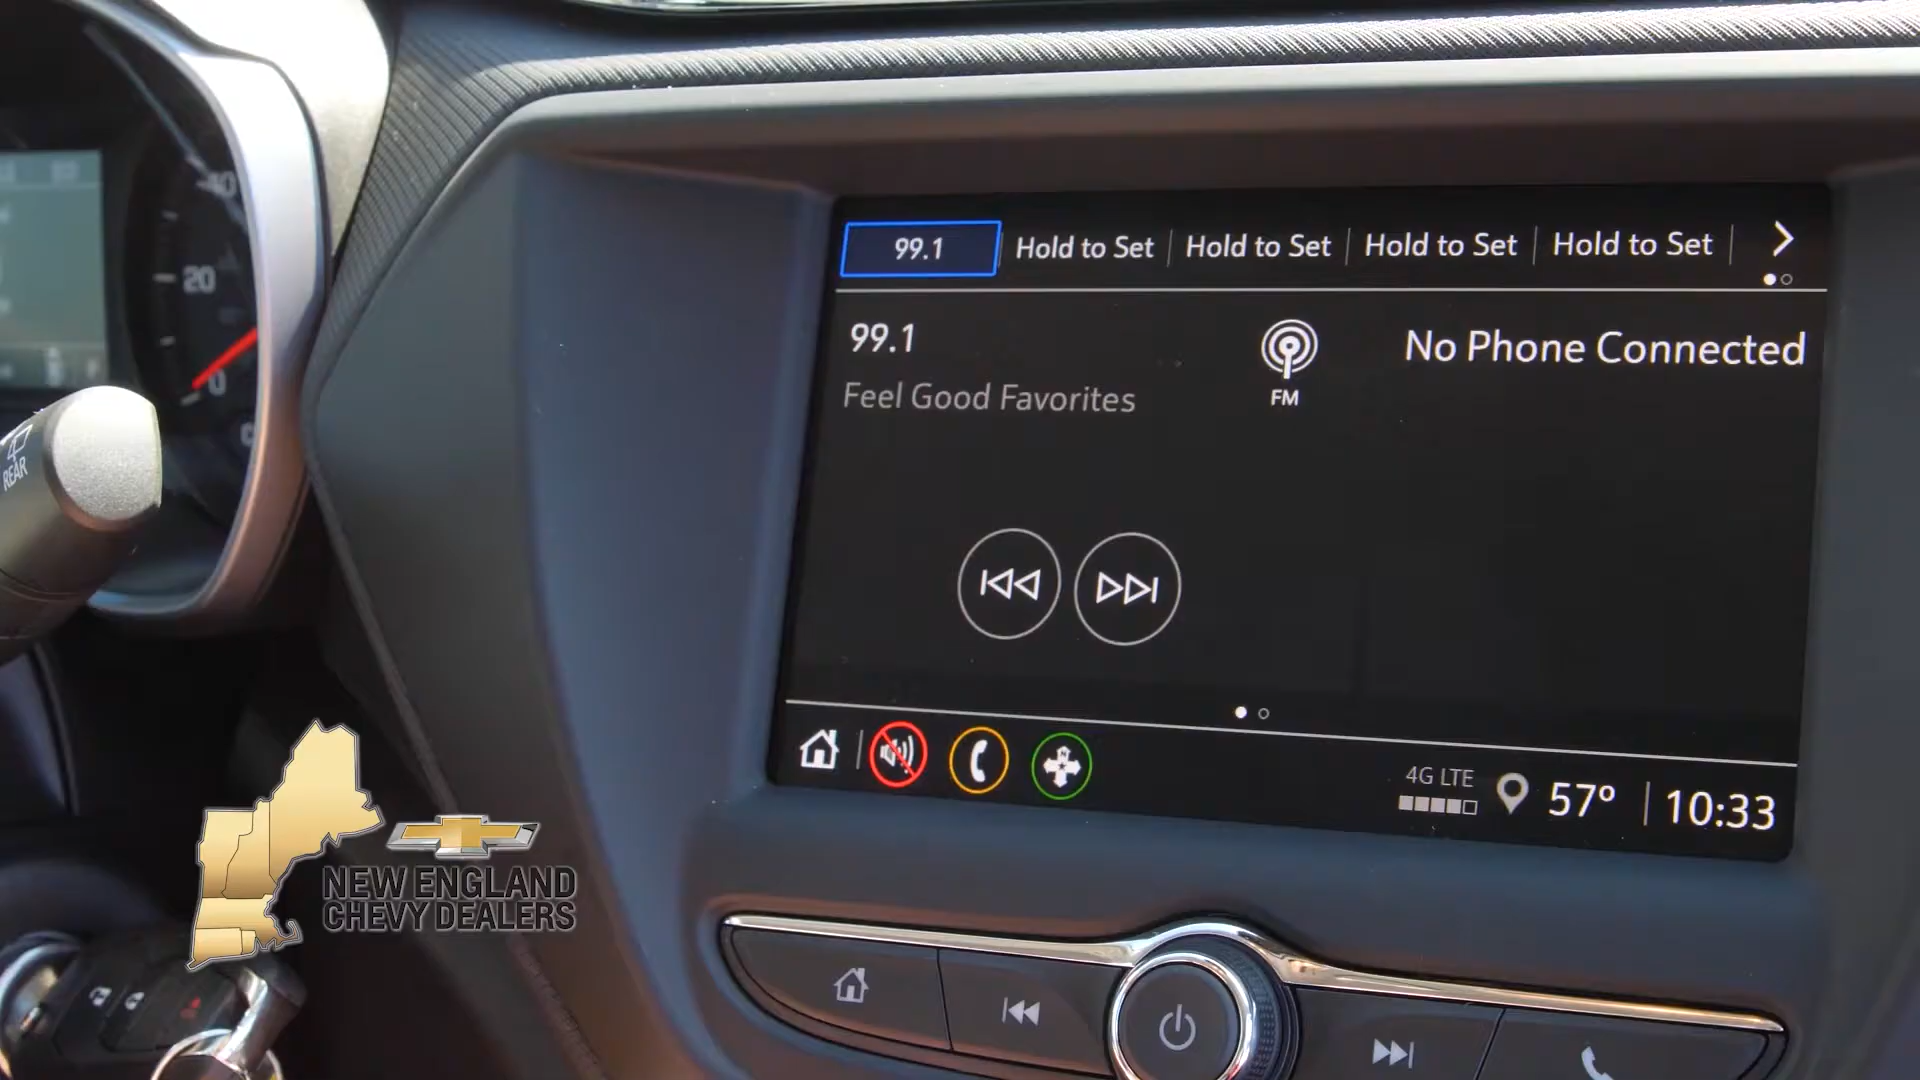 99.1 Hold to Set Hold to Set Hold to Set Hold to Set
99.1
Feel Good Favorites
FM
No Phone Connected
4G LTE
57° 10:33
40
20
0
REAR
N
NEW ENGLAND
CHEVY DEALERS